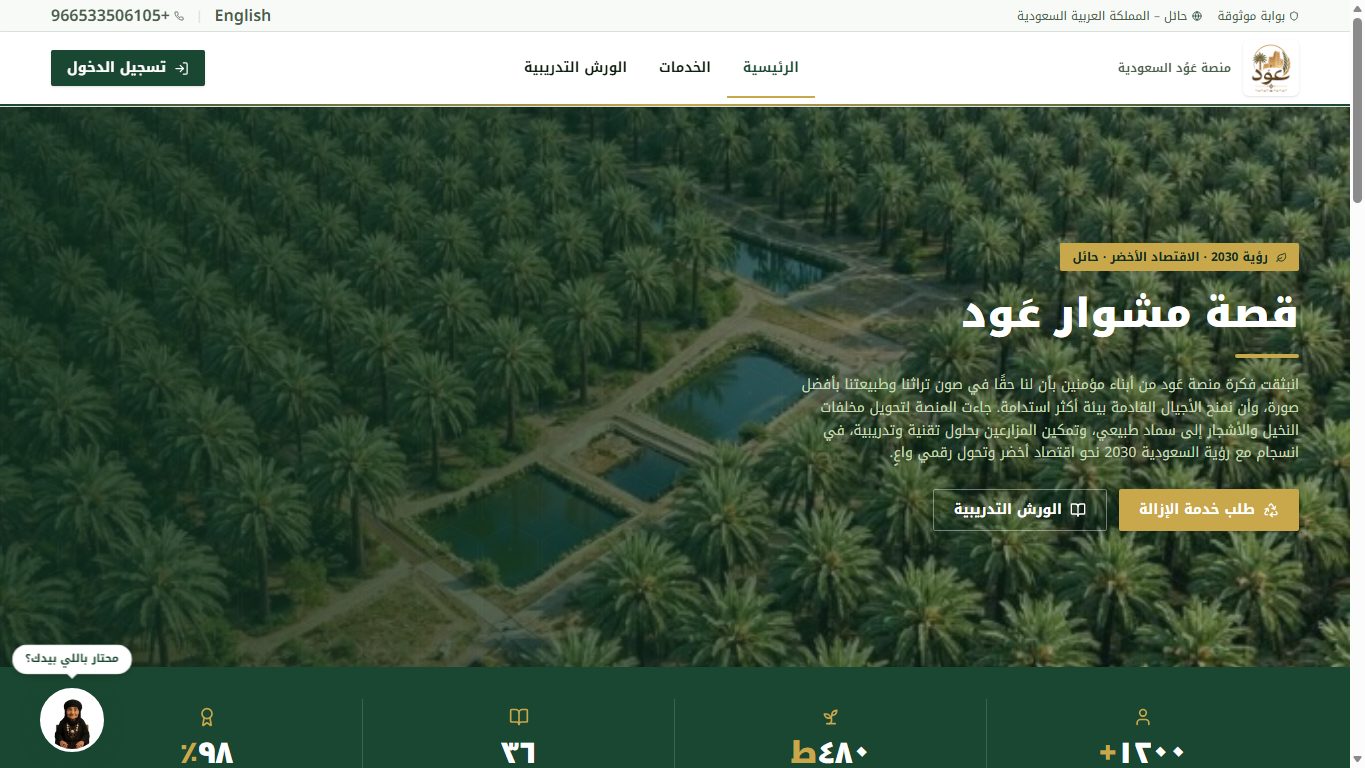 بوابة موثوقة
حائل – المملكة العربية السعودية
English
+966533506105
عَوْد
منصة عَوْد السعودية
الرئيسية
الخدمات
الورش التدريبية
تسجيل الدخول
رؤية 2030 · الاقتصاد الأخضر · حائل
قصة مشوار عَود
انبثقت فكرة منصة عَود من أبناء مؤمنين بأن لنا حقًا في صون تراثنا وطبيعتنا بأفضل
صورة، وأن نمنح الأجيال القادمة بيئة أكثر استدامة. جاءت المنصة لتحويل مخلفات
النخيل والأشجار إلى سماد طبيعي، وتمكين المزارعين بحلول تقنية وتدريبية، في
انسجام مع رؤية السعودية 2030 نحو اقتصاد أخضر وتحول رقمي واعٍ.
طلب خدمة الإزالة
الورش التدريبية
محتار باللي بيدك؟
١٢٠٠+
٤٨٠ط
٣٦
٩٨٪